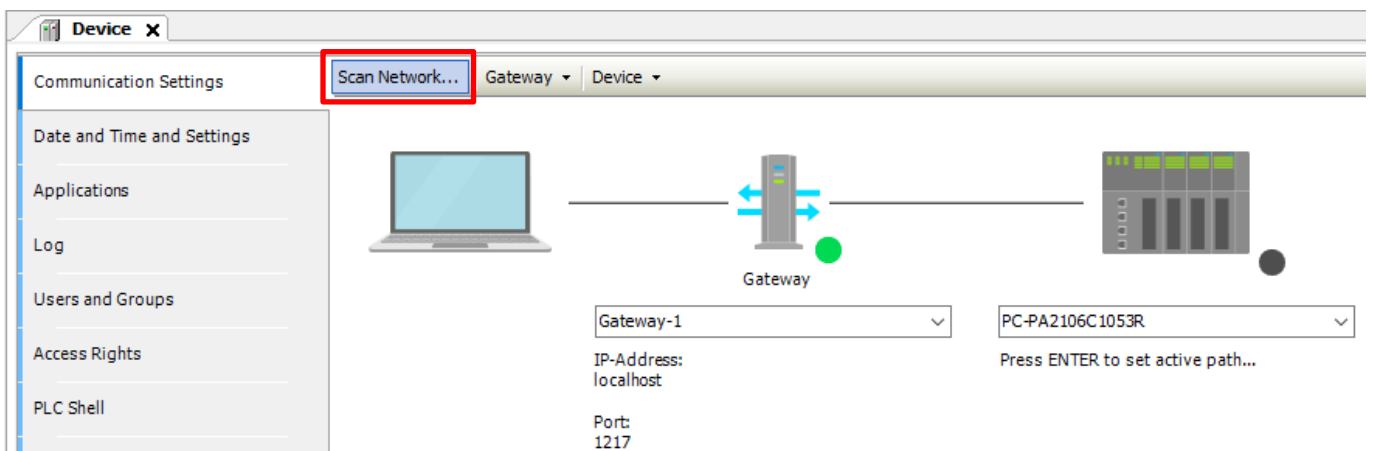 Device
Communication Settings
Scan Network...
Gateway
Device
Date and Time and Settings
Applications
Log
Users and Groups
Access Rights
PLC Shell
Gateway
Gateway-1
IP-Address:
localhost
Port:
1217
PC-PA2106C1053R
Press ENTER to set active path...